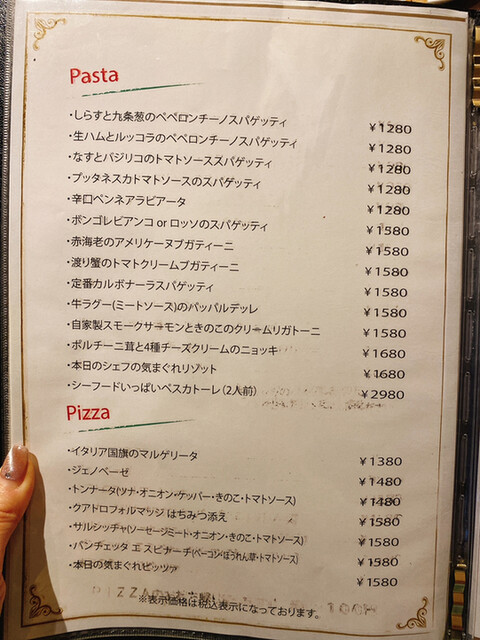 Pasta
・しらすと九条葱のペペロンチーノスパゲッティ ¥1280
・生ハムとルッコラのペペロンチーノスパゲッティ ¥1280
・なすとバジリコのトマトソーススパゲッティ ¥1280
・プッタネスカトマトソースのスパゲッティ ¥1280
・辛口ペンネアラビアータ ¥1280
・ボンゴレビアンコ or ロッソのスパゲッティ ¥1580
・赤海老のアメリケーヌブガティーニ ¥1580
・渡り蟹のトマトクリームブガティーニ ¥1580
・定番カルボナーラスパゲッティ ¥1580
・牛ラグー(ミートソース)のパッパルデッレ ¥1580
・自家製スモークサーモンときのこのクリームリガトーニ ¥1580
・ポルチーニ茸と4種チーズクリームのニョッキ ¥1680
・本日のシェフの気まぐれリゾット ¥1680
・シーフードいっぱいペスカトーレ(2人前) ¥2980
Pizza
・イタリア国旗のマルゲリータ ¥1380
・ジェノベーゼ ¥1480
・トンナータ(ツナ・オニオン・ケッパー・きのこ・トマトソース) ¥1480
・クアドロフォルマッジ はちみつ添え ¥1580
・サルシッチャ(ソーセージミート・オニオン・きのこ・トマトソース) ¥1580
・パンチェッタ エスピナーチ(ベーコン・ほうれん草・トマトソース) ¥1580
・本日の気まぐれピッツァ ¥1580
※表示価格は税込表示になっております。